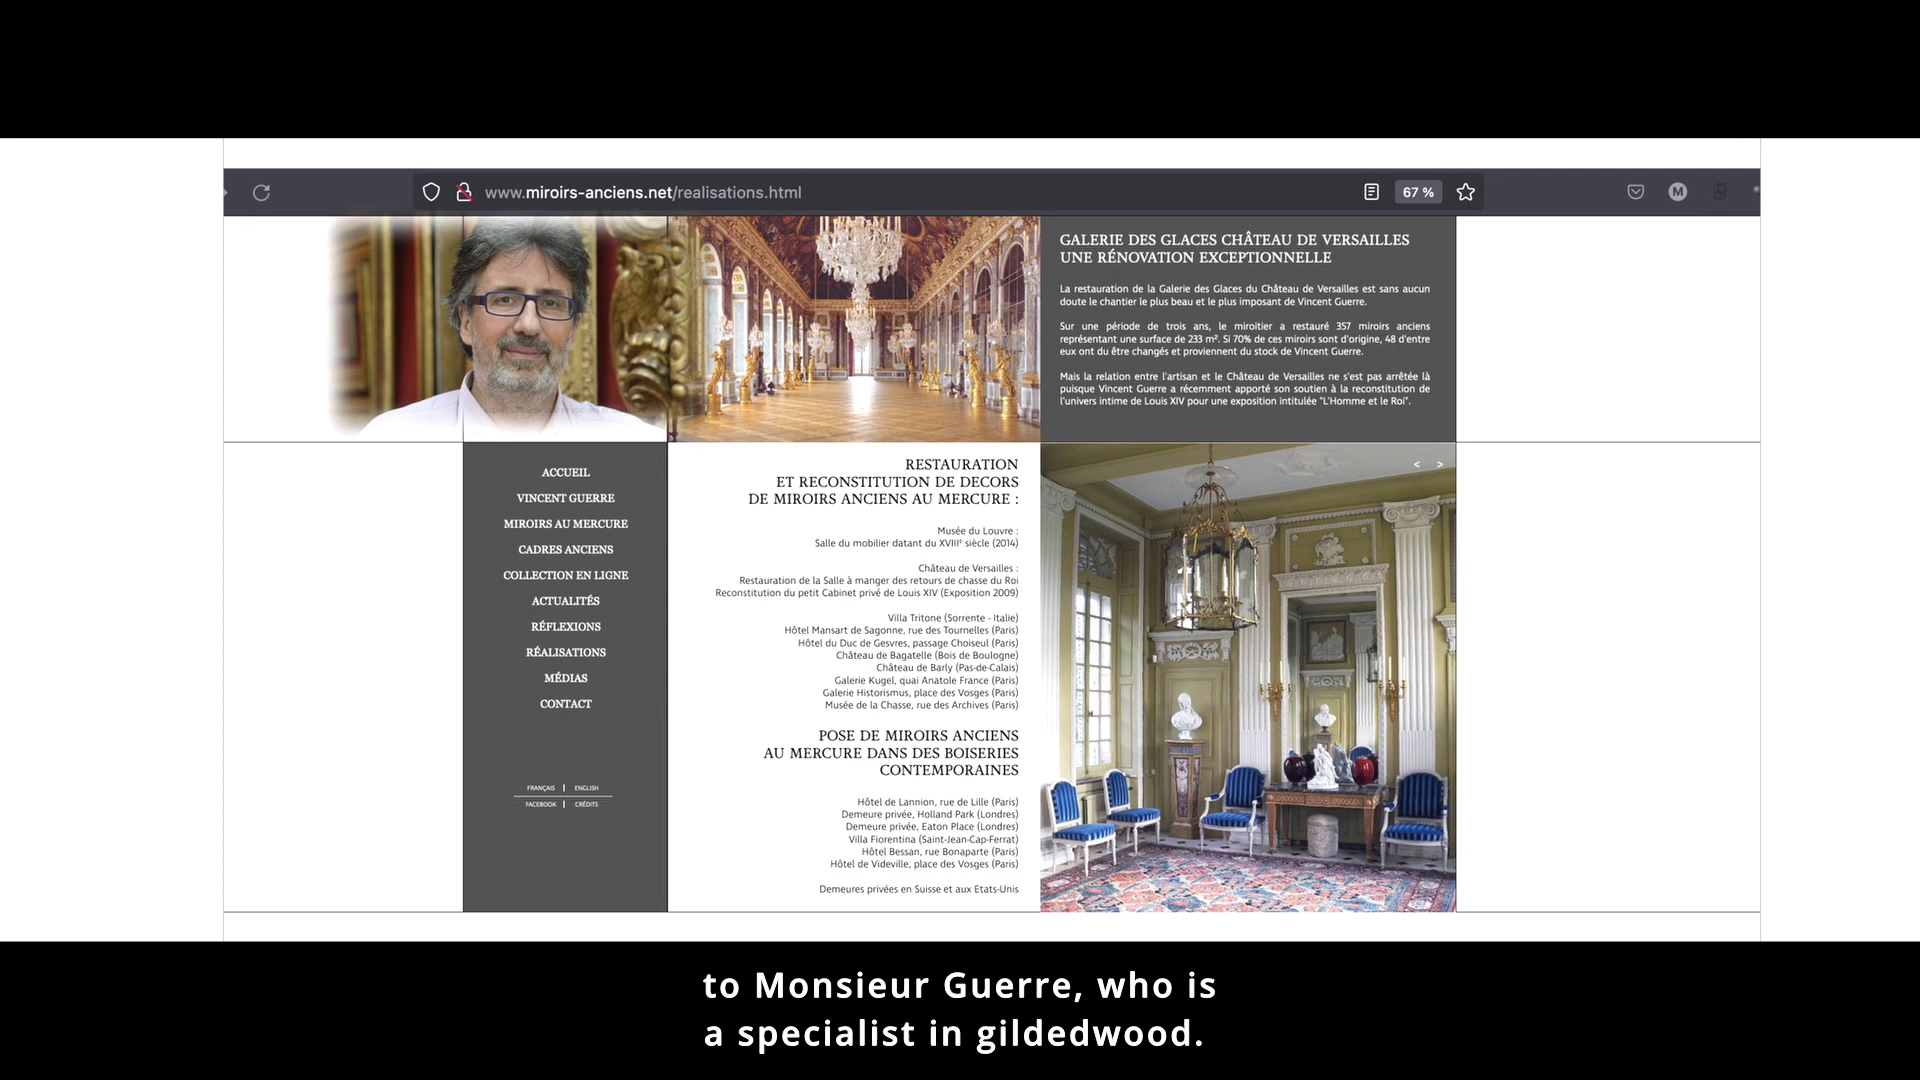 www.miroirs-anciens.net/realisations.html
67 %
M
GALERIE DES GLACES CHÂTEAU DE VERSAILLES
UNE RÉNOVATION EXCEPTIONNELLE
La restauration de la Galerie des Glaces du Château de Versailles est sans aucun
doute le chantier le plus beau et le plus imposant de Vincent Guerre.
Sur une période de trois ans, le miroitier a restauré 357 miroirs anciens
représentant une surface de 233 m². Si 70% de ces miroirs sont d'origine, 48 d'entre
eux ont du être changés et proviennent du stock de Vincent Guerre.
Mais la relation entre l'artisan et le Château de Versailles ne s'est pas arrêtée là
puisque Vincent Guerre a récemment apporté son soutien à la reconstitution de
l'univers intime de Louis XIV pour une exposition intitulée "L'Homme et le Roi".
ACCUEIL
VINCENT GUERRE
MIROIRS AU MERCURE
CADRES ANCIENS
COLLECTION EN LIGNE
ACTUALITÉS
RÉFLEXIONS
RÉALISATIONS
MÉDIAS
CONTACT
FRANÇAIS | ENGLISH
FACEBOOK | CRÉDITS
RESTAURATION
ET RECONSTITUTION DE DECORS
DE MIROIRS ANCIENS AU MERCURE :
Musée du Louvre :
Salle du mobilier datant du XVIIIᵉ siècle (2014)
Château de Versailles :
Restauration de la Salle à manger des retours de chasse du Roi
Reconstitution du petit Cabinet privé de Louis XIV (Exposition 2009)
Villa Tritone (Sorrente - Italie)
Hôtel Mansart de Sagonne, rue des Tournelles (Paris)
Hôtel du Duc de Gesvres, passage Choiseul (Paris)
Château de Bagatelle (Bois de Boulogne)
Château de Barly (Pas-de-Calais)
Galerie Kugel, quai Anatole France (Paris)
Galerie Historismus, place des Vosges (Paris)
Musée de la Chasse, rue des Archives (Paris)
POSE DE MIROIRS ANCIENS
AU MERCURE DANS DES BOISERIES
CONTEMPORAINES
Hôtel de Lannion, rue de Lille (Paris)
Demeure privée, Holland Park (Londres)
Demeure privée, Eaton Place (Londres)
Villa Fiorentina (Saint-Jean-Cap-Ferrat)
Hôtel Bessan, rue Bonaparte (Paris)
Hôtel de Videville, place des Vosges (Paris)
Demeures privées en Suisse et aux Etats-Unis
< >
to Monsieur Guerre, who is
a specialist in gildedwood.